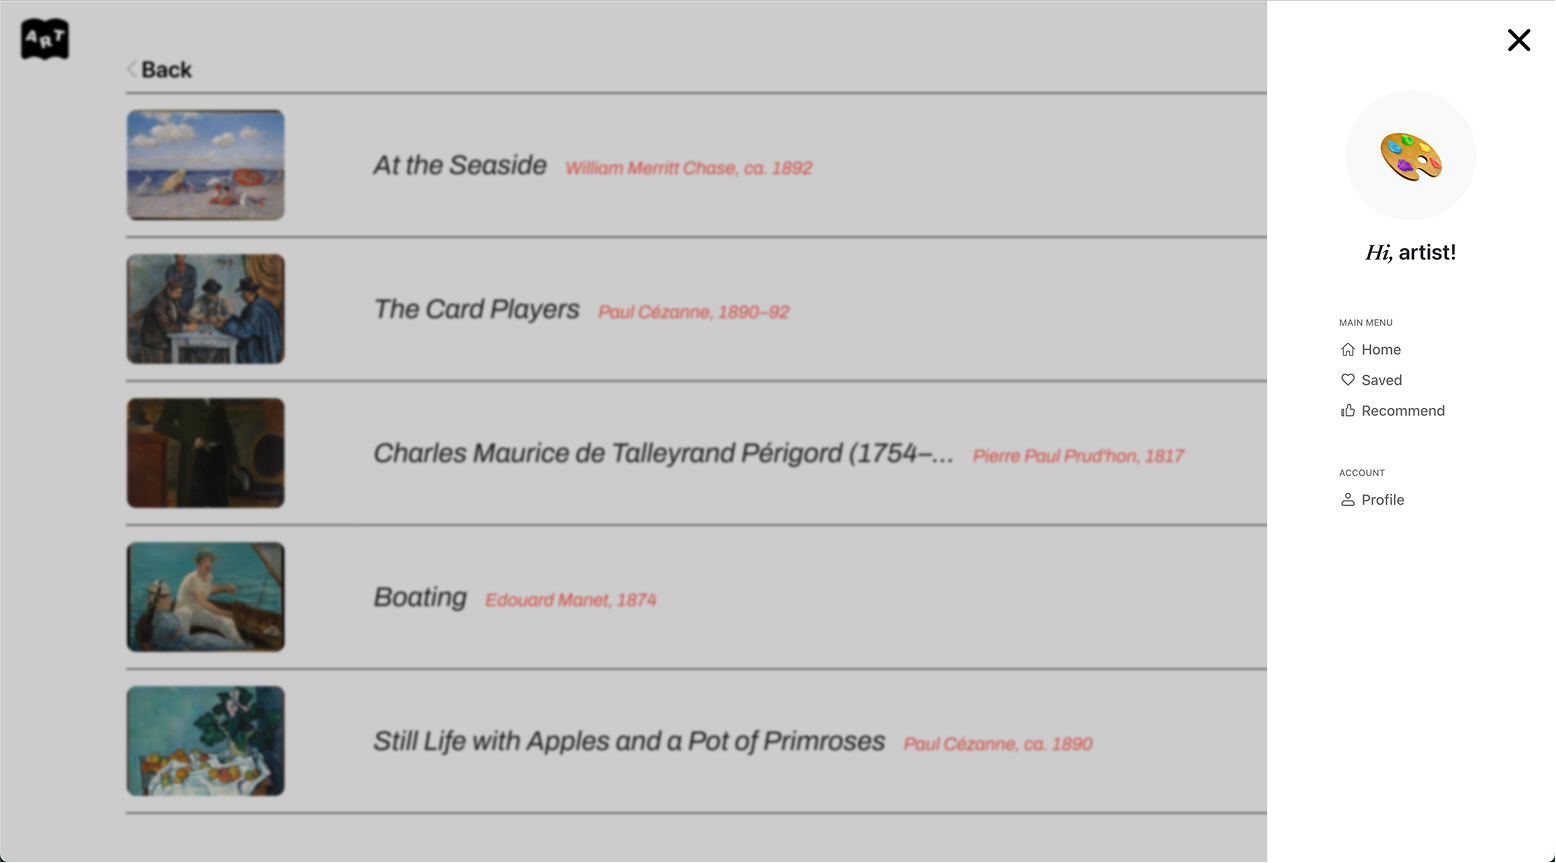 ART
Back
At the Seaside William Merritt Chase, ca. 1892
The Card Players Paul Cézanne, 1890–92
Charles Maurice de Talleyrand Périgord (1754–... Pierre Paul Prud'hon, 1817
Boating Edouard Manet, 1874
Still Life with Apples and a Pot of Primroses Paul Cézanne, ca. 1890
Hi, artist!
MAIN MENU
Home
Saved
Recommend
ACCOUNT
Profile